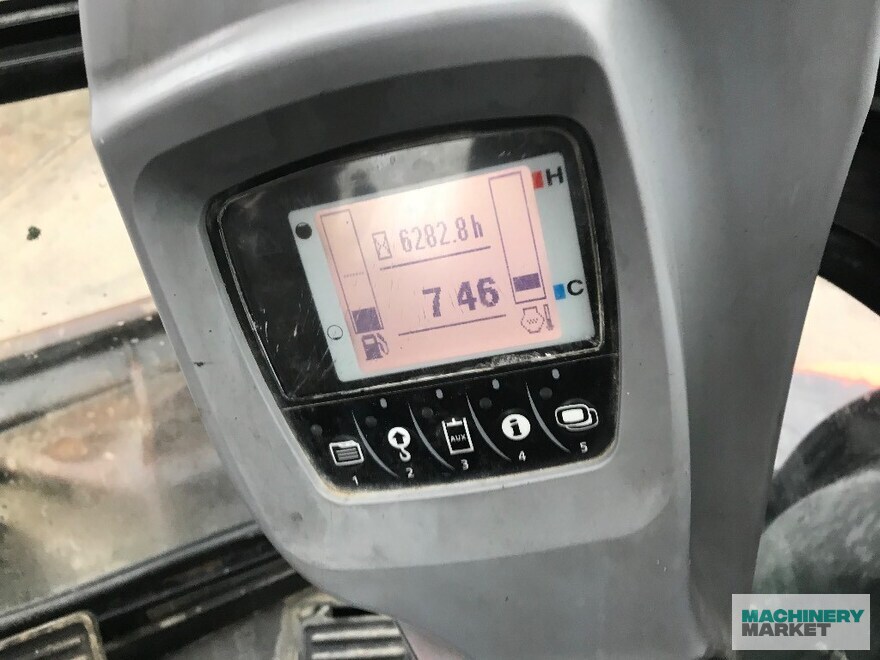 H
6282.8h
7 46
C
AUX
1
2
3
4
5
MACHINERY
MARKET